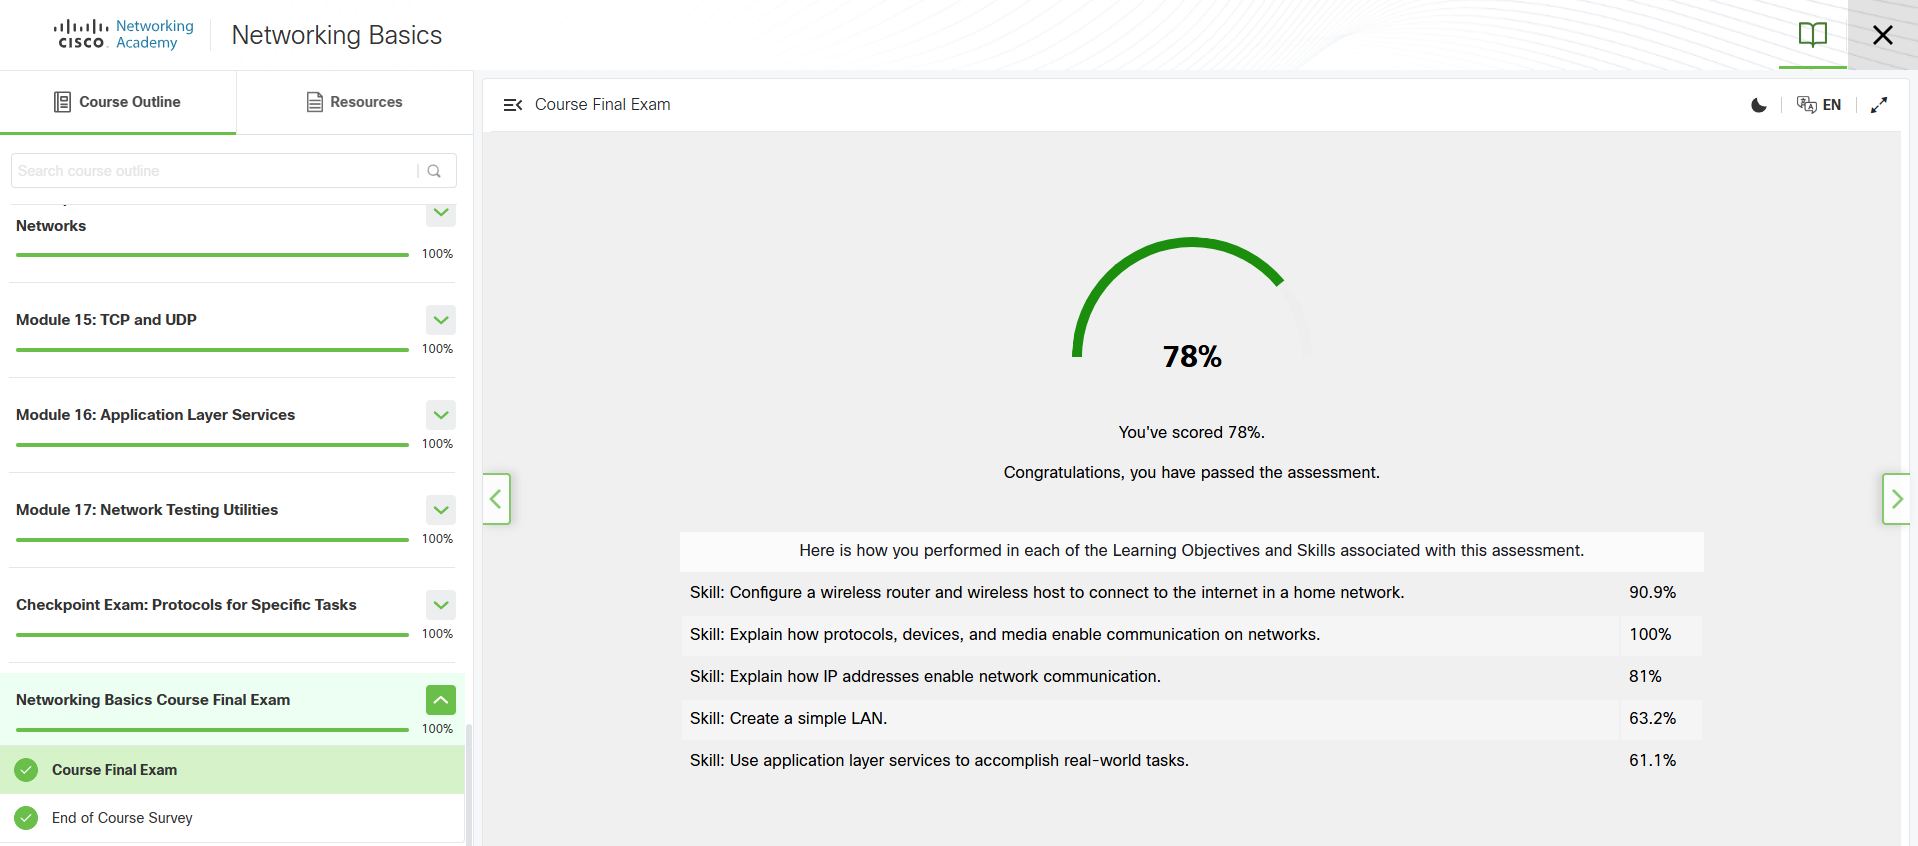 Networking
CISCO Academy
Networking Basics
Course Outline
Resources
Search course outline
Networks
100%
Module 15: TCP and UDP
100%
Module 16: Application Layer Services
100%
Module 17: Network Testing Utilities
100%
Checkpoint Exam: Protocols for Specific Tasks
100%
Networking Basics Course Final Exam
100%
Course Final Exam
End of Course Survey
Course Final Exam
EN
78%
You've scored 78%.
Congratulations, you have passed the assessment.
Here is how you performed in each of the Learning Objectives and Skills associated with this assessment.
Skill: Configure a wireless router and wireless host to connect to the internet in a home network. 90.9%
Skill: Explain how protocols, devices, and media enable communication on networks. 100%
Skill: Explain how IP addresses enable network communication. 81%
Skill: Create a simple LAN. 63.2%
Skill: Use application layer services to accomplish real-world tasks. 61.1%